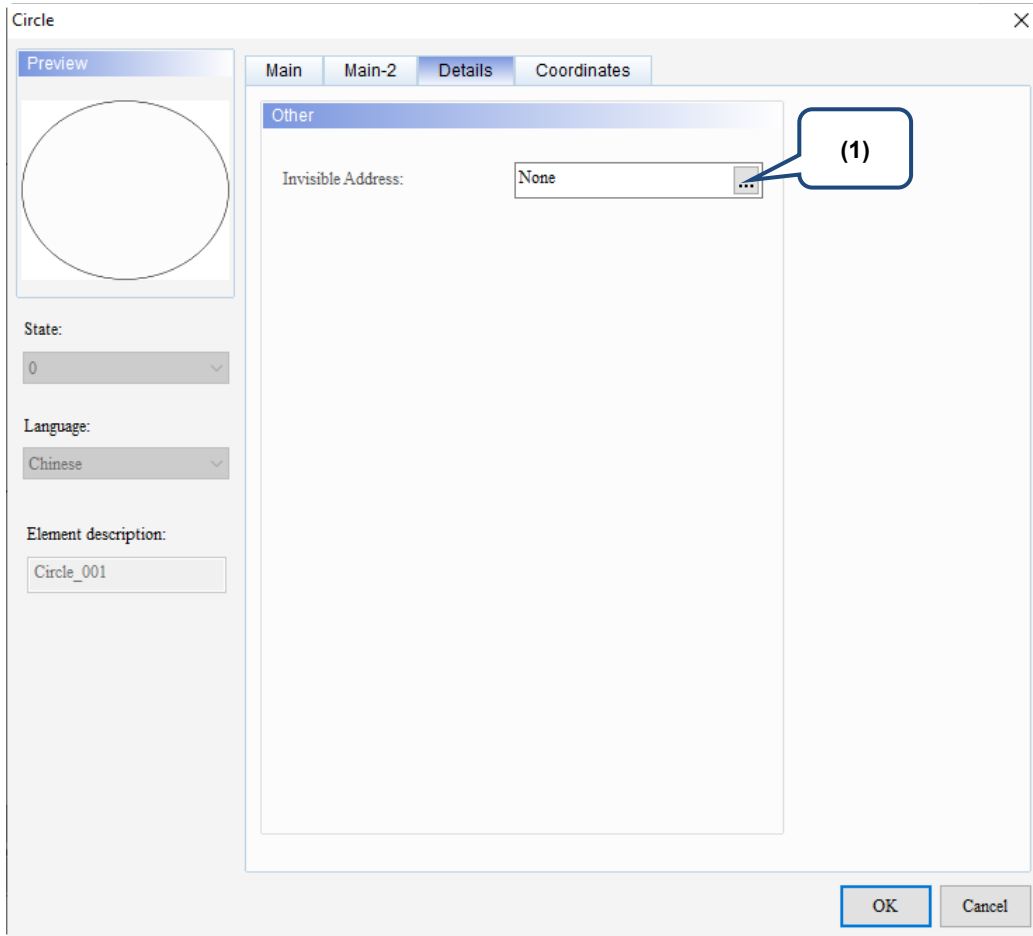 Circle
Preview
Main Main-2 Details Coordinates
Other
(1)
Invisible Address: None ...
State:
0
Language:
Chinese
Element description:
Circle_001
OK Cancel